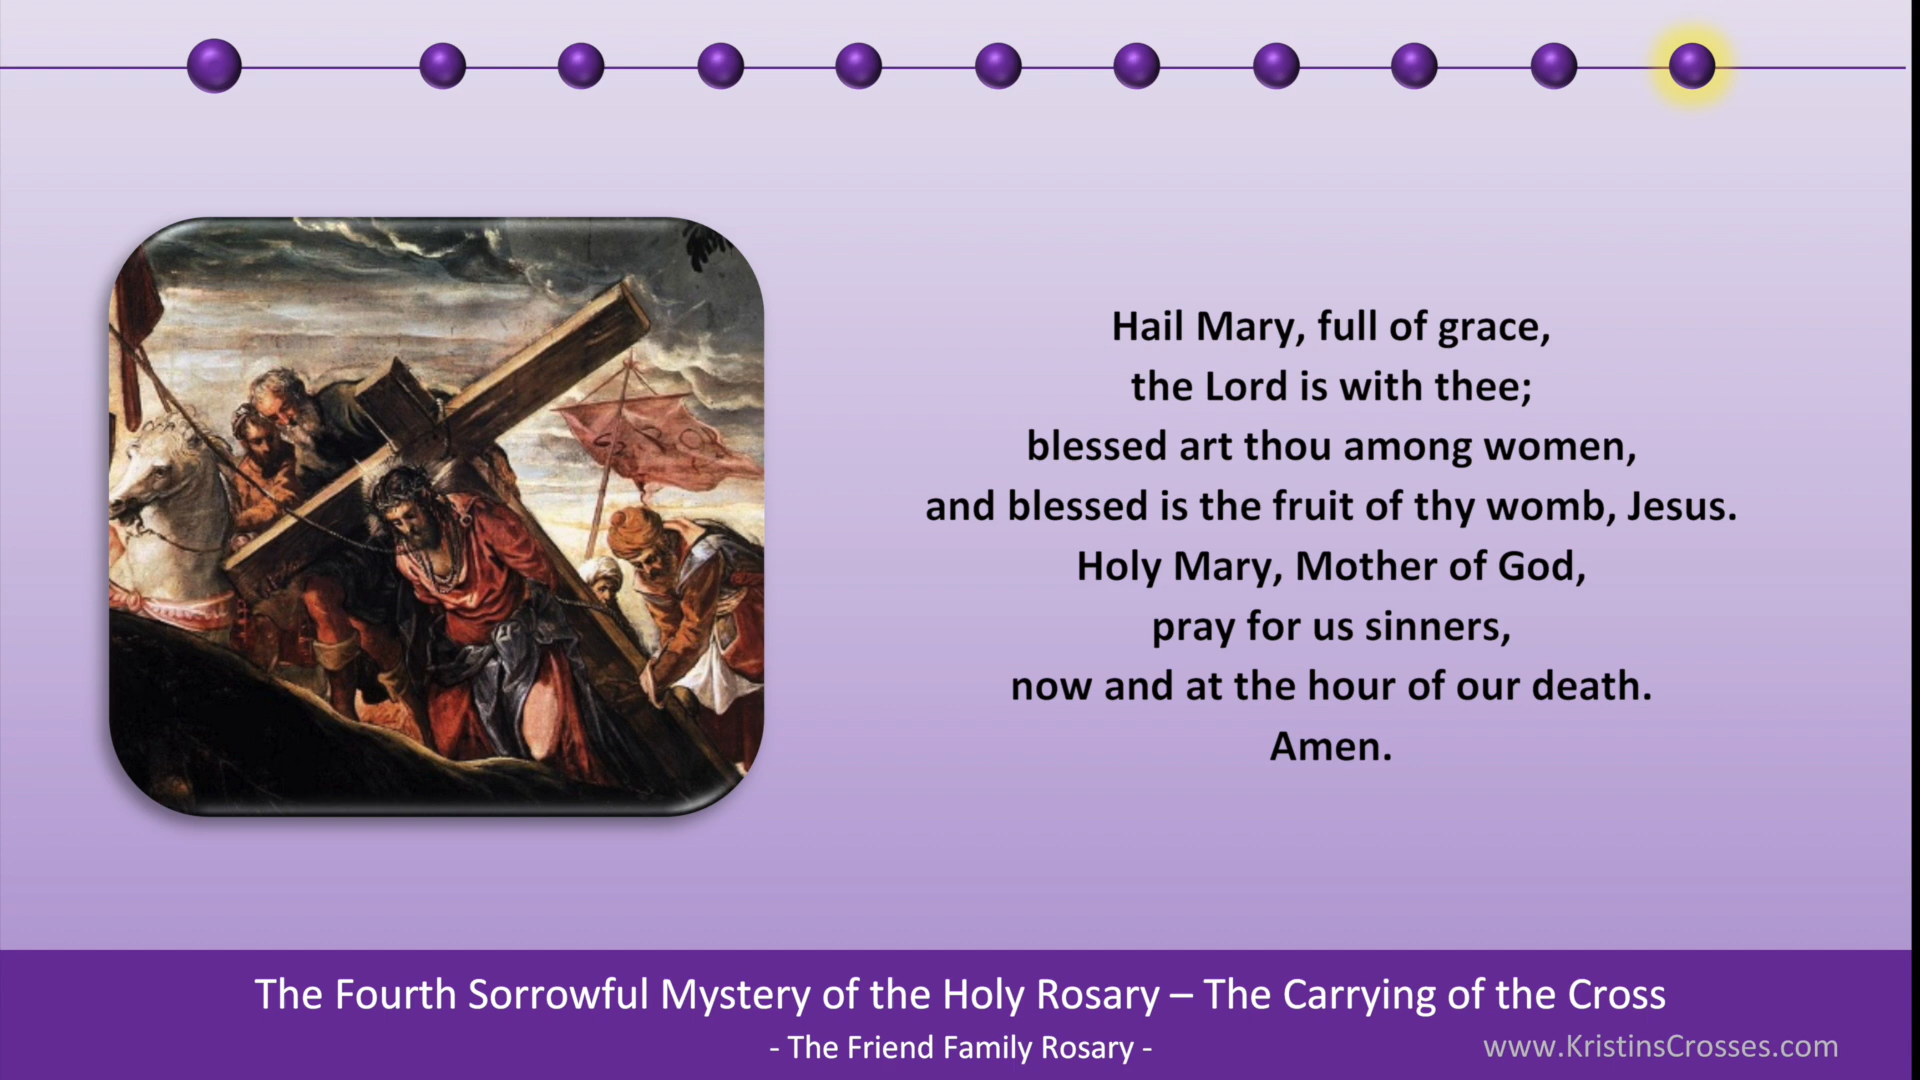 Hail Mary, full of grace,
the Lord is with thee;
blessed art thou among women,
and blessed is the fruit of thy womb, Jesus.
Holy Mary, Mother of God,
pray for us sinners,
now and at the hour of our death.
Amen.
The Fourth Sorrowful Mystery of the Holy Rosary – The Carrying of the Cross
- The Friend Family Rosary -
www.KristinsCrosses.com